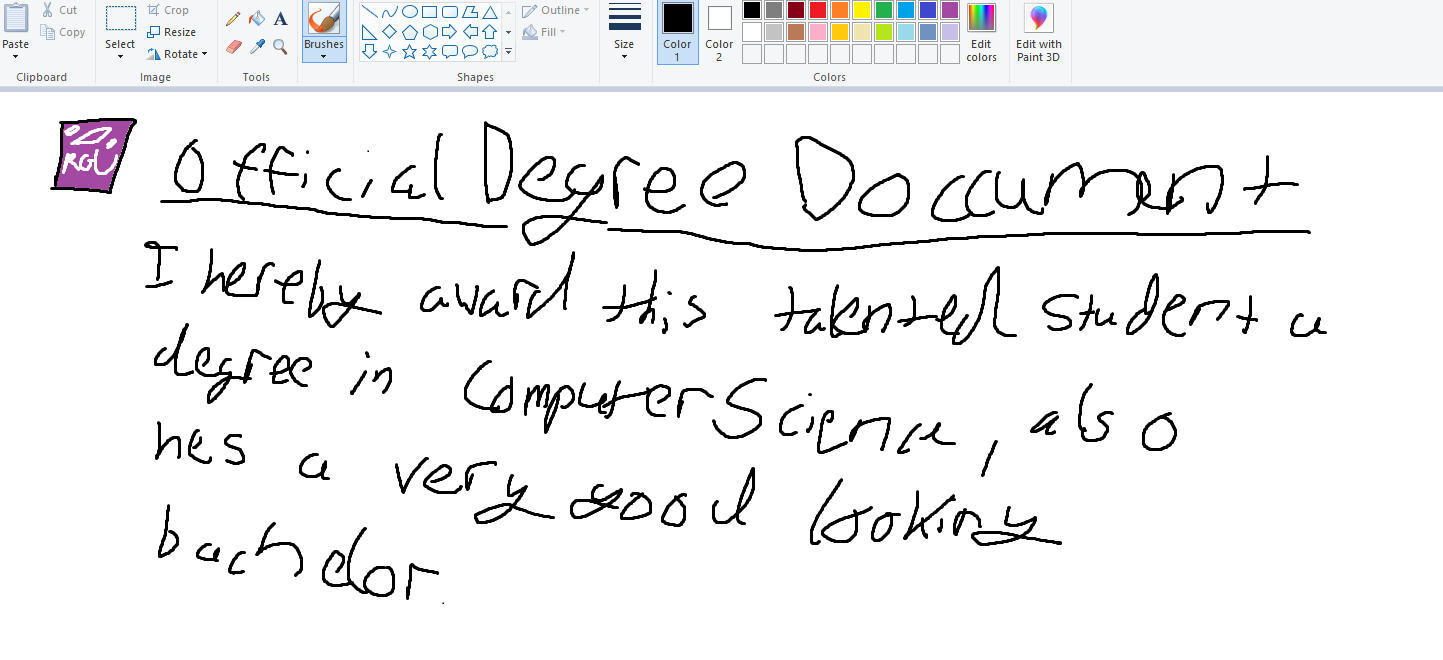 Cut
Crop
Outline
Copy
Resize
Fill
Paste
Select
Rotate
Brushes
Size
Color 1
Color 2
Edit colors
Edit with Paint 3D
Clipboard
Image
Tools
Shapes
Colors
RGU
Official Degree Document
I hereby award this talented student a
degree in Computer Science, also
hes a very good looking
bachelor.